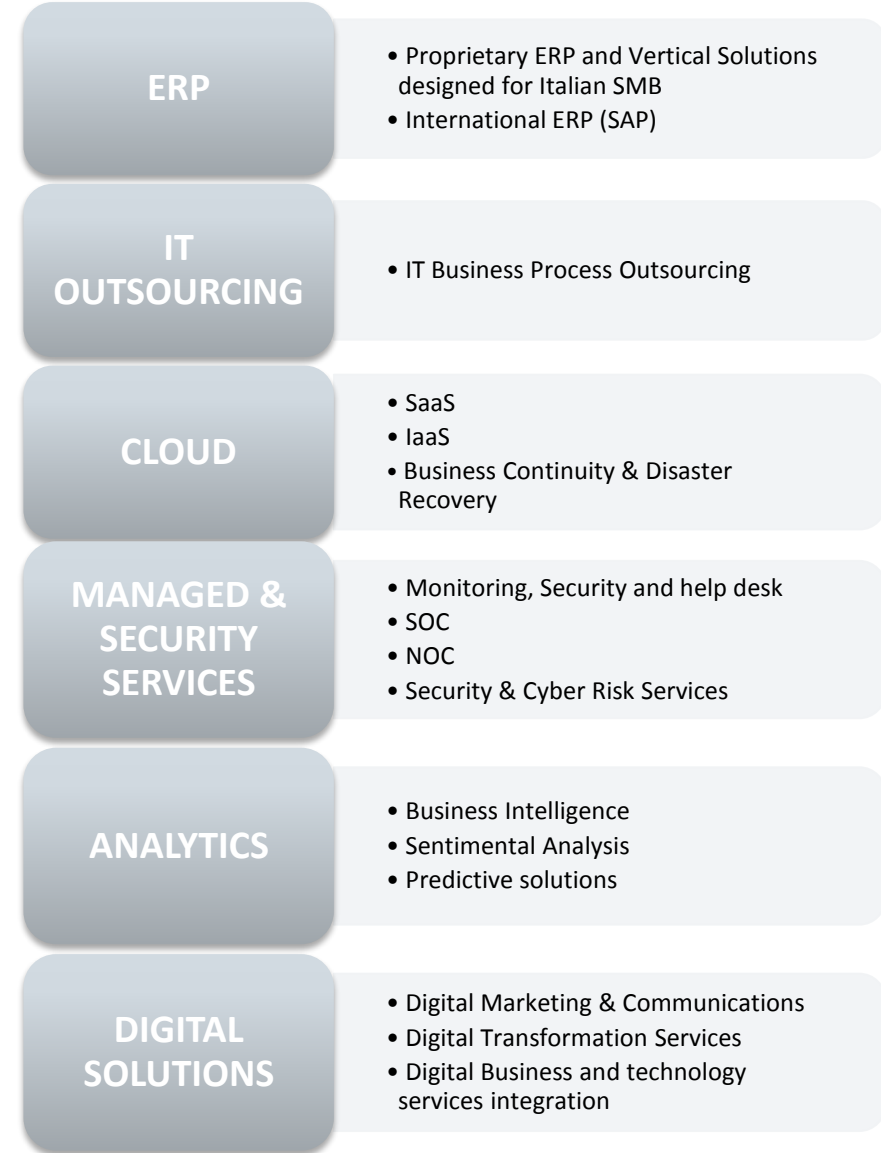 ERP
• Proprietary ERP and Vertical Solutions
designed for Italian SMB
• International ERP (SAP)
IT
OUTSOURCING
• IT Business Process Outsourcing
CLOUD
• SaaS
• IaaS
• Business Continuity & Disaster
Recovery
MANAGED &
SECURITY
SERVICES
• Monitoring, Security and help desk
• SOC
• NOC
• Security & Cyber Risk Services
ANALYTICS
• Business Intelligence
• Sentimental Analysis
• Predictive solutions
DIGITAL
SOLUTIONS
• Digital Marketing & Communications
• Digital Transformation Services
• Digital Business and technology
services integration